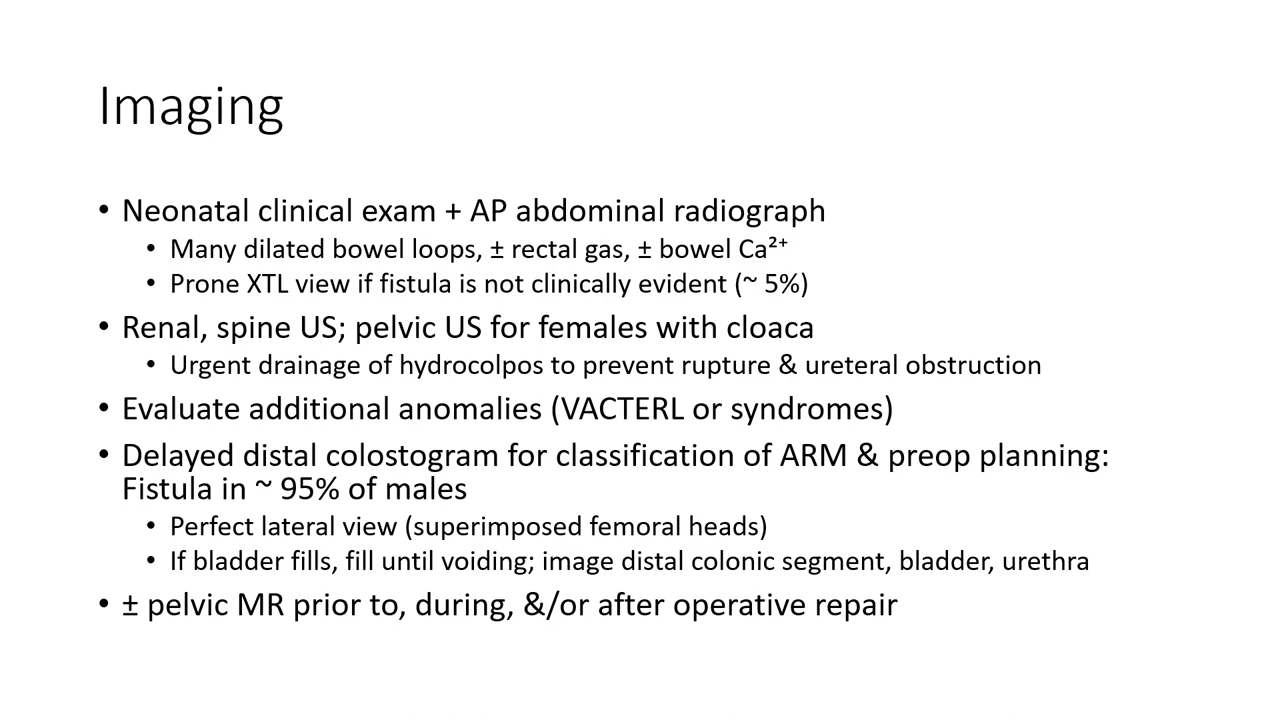 Imaging
• Neonatal clinical exam + AP abdominal radiograph
• Many dilated bowel loops, ± rectal gas, ± bowel Ca²⁺
• Prone XTL view if fistula is not clinically evident (~ 5%)
• Renal, spine US; pelvic US for females with cloaca
• Urgent drainage of hydrocolpos to prevent rupture & ureteral obstruction
• Evaluate additional anomalies (VACTERL or syndromes)
• Delayed distal colostogram for classification of ARM & preop planning:
Fistula in ~ 95% of males
• Perfect lateral view (superimposed femoral heads)
• If bladder fills, fill until voiding; image distal colonic segment, bladder, urethra
• ± pelvic MR prior to, during, &/or after operative repair